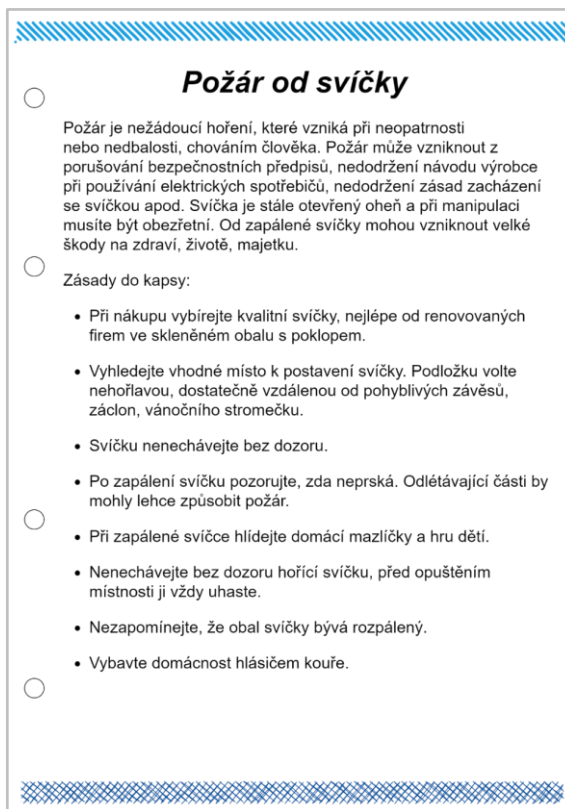 Požár od svíčky
Požár je nežádoucí hoření, které vzniká při neopatrnosti
nebo nedbalosti, chováním člověka. Požár může vzniknout z
porušování bezpečnostních předpisů, nedodržení návodu výrobce
při používání elektrických spotřebičů, nedodržení zásad zacházení
se svíčkou apod. Svíčka je stále otevřený oheň a při manipulaci
musíte být obezřetní. Od zapálené svíčky mohou vzniknout velké
škody na zdraví, životě, majetku.
Zásady do kapsy:
• Při nákupu vybírejte kvalitní svíčky, nejlépe od renovovaných
firem ve skleněném obalu s poklopem.
• Vyhledejte vhodné místo k postavení svíčky. Podložku volte
nehořlavou, dostatečně vzdálenou od pohyblivých závěsů,
záclon, vánočního stromečku.
• Svíčku nenechávejte bez dozoru.
• Po zapálení svíčku pozorujte, zda neprská. Odlétávající části by
mohly lehce způsobit požár.
• Při zapálené svíčce hlídejte domácí mazlíčky a hru dětí.
• Nenechávejte bez dozoru hořící svíčku, před opuštěním
místnosti ji vždy uhaste.
• Nezapomínejte, že obal svíčky bývá rozpálený.
• Vybavte domácnost hlásičem kouře.